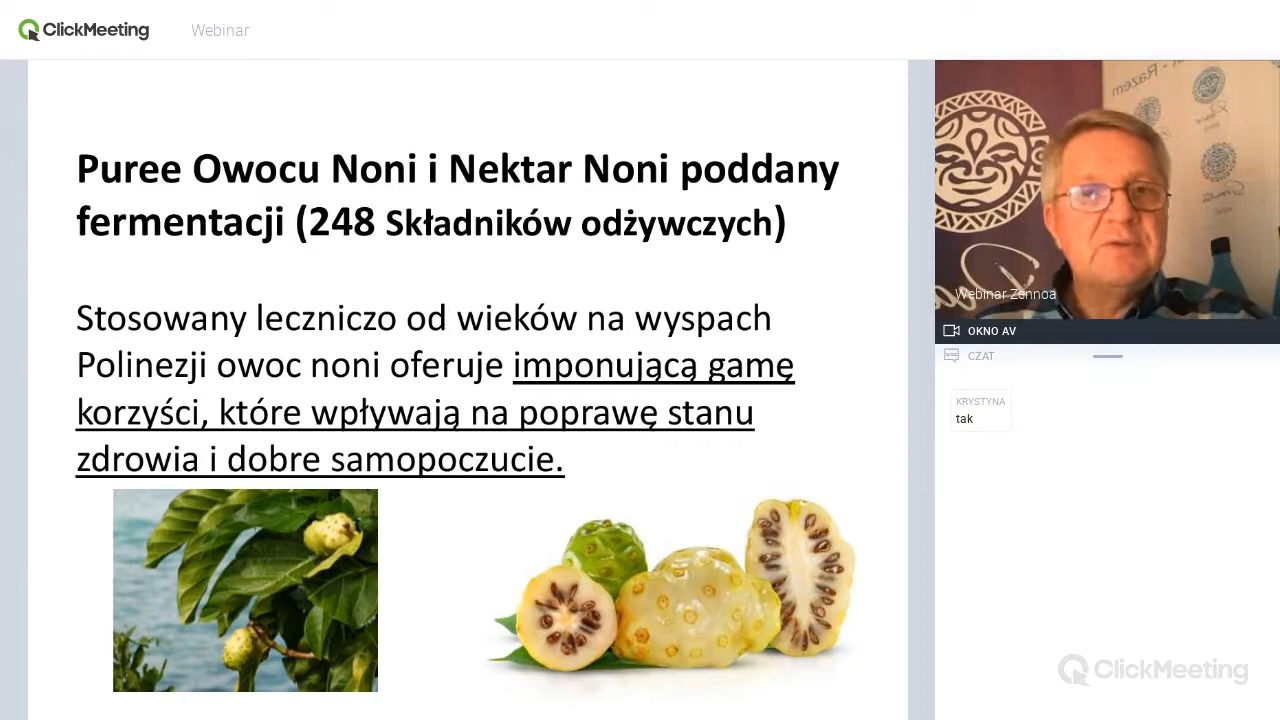 ClickMeeting
Webinar
Puree Owocu Noni i Nektar Noni poddany
fermentacji (248 Składników odżywczych)
Stosowany leczniczo od wieków na wyspach
Polinezji owoc noni oferuje imponującą gamę
korzyści, które wpływają na poprawę stanu
zdrowia i dobre samopoczucie.
Razem
Webinar Zennoa
OKNO AV
CZAT
KRYSTYNA
tak
ClickMeeting